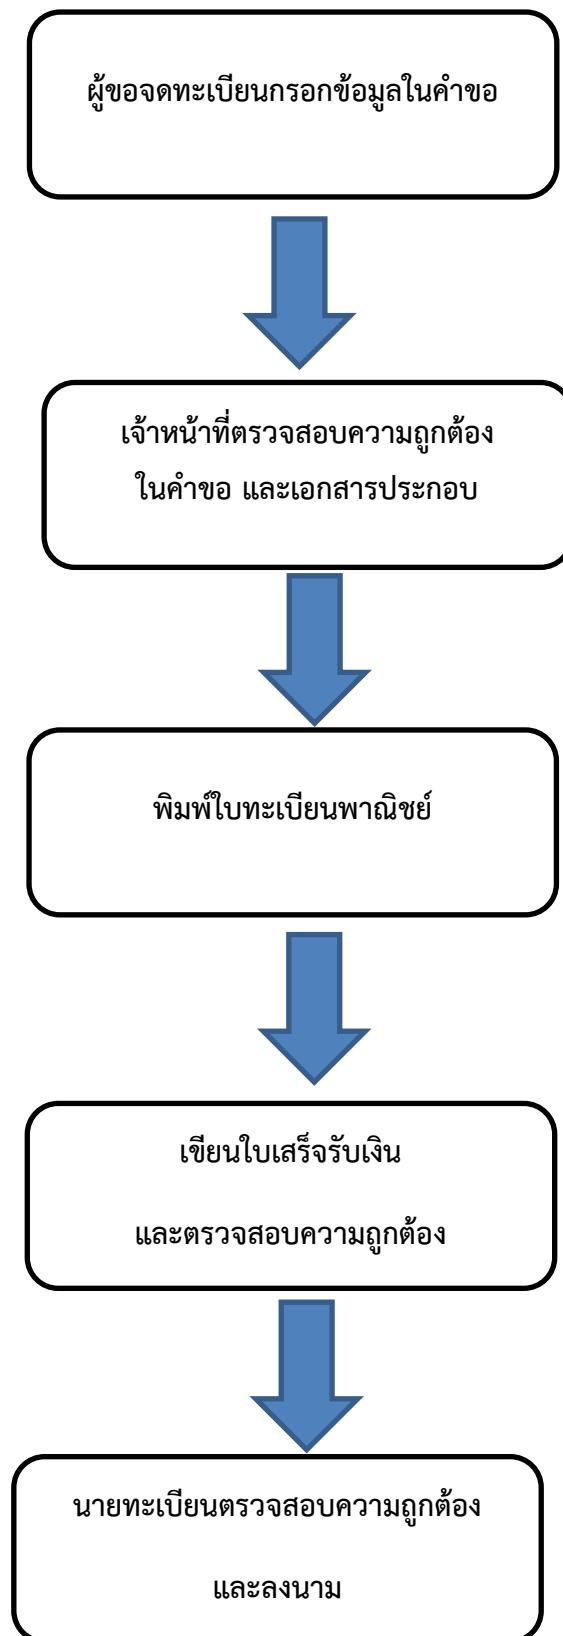 ผู้ขอจดทะเบียนกรอกข้อมูลในคำขอ
เจ้าหน้าที่ตรวจสอบความถูกต้อง
ในคำขอ และเอกสารประกอบ
พิมพ์ใบทะเบียนพาณิชย์
เขียนใบเสร็จรับเงิน
และตรวจสอบความถูกต้อง
นายทะเบียนตรวจสอบความถูกต้อง
และลงนาม